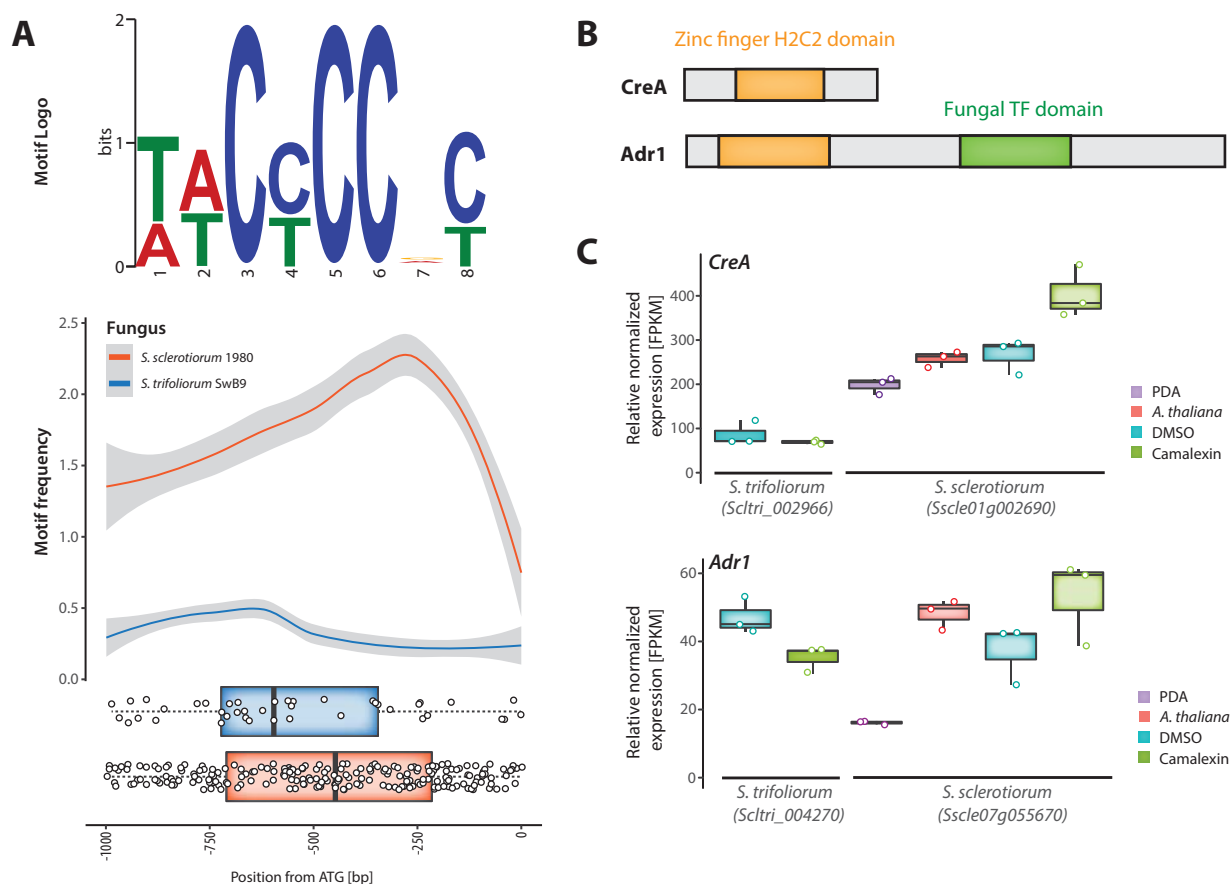 A
Motif Logo
bits
2
1
0
T
A
A
T
C
C
T
C
C
C
T
1
2
3
4
5
6
7
8
Fungus
S. sclerotiorum 1980
S. trifoliorum SwB9
Motif frequency
2.5
2.0
1.5
1.0
0.5
0.0
-1000
-750
-500
-250
0
Position from ATG [bp]
B
Zinc finger H2C2 domain
CreA
Fungal TF domain
Adr1
C
CreA
Relative normalized
expression [FPKM]
400
300
200
100
0
PDA
A. thaliana
DMSO
Camalexin
S. trifoliorum
(Scltri_002966)
S. sclerotiorum
(Sscle01g002690)
Adr1
Relative normalized
expression [FPKM]
60
40
20
0
PDA
A. thaliana
DMSO
Camalexin
S. trifoliorum
(Scltri_004270)
S. sclerotiorum
(Sscle07g055670)